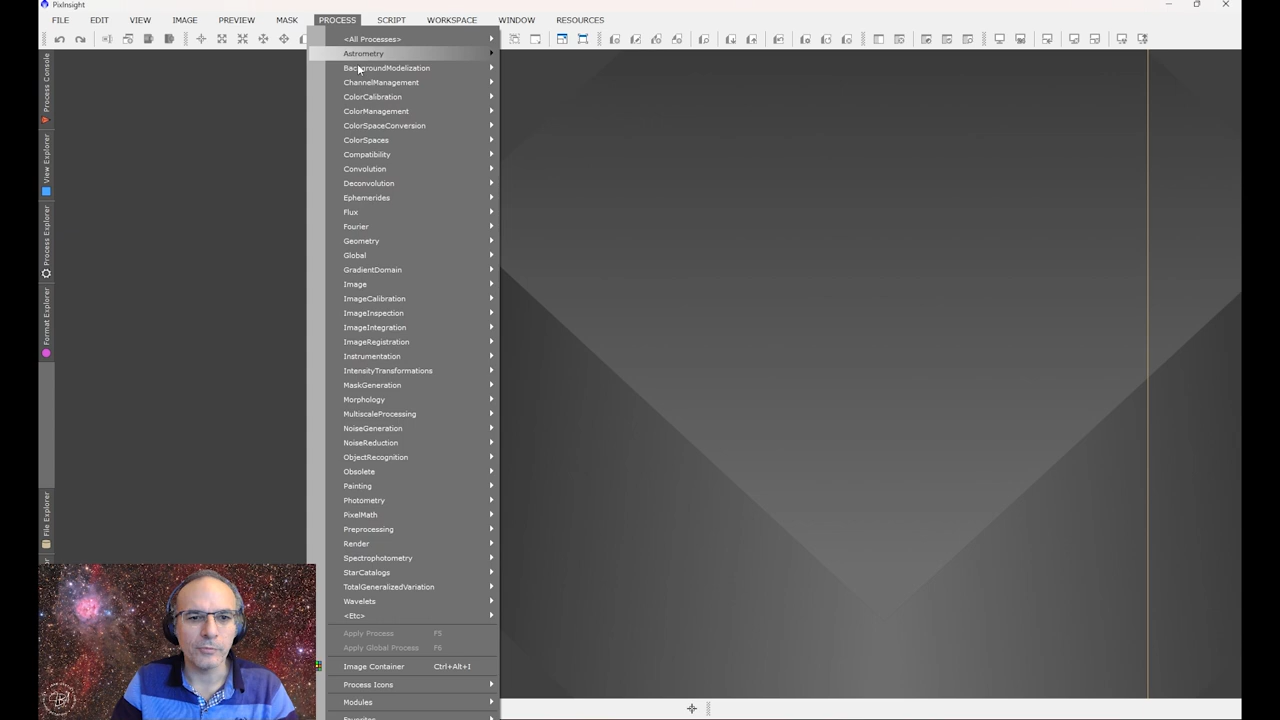 PixInsight
FILE EDIT VIEW IMAGE PREVIEW MASK PROCESS SCRIPT WORKSPACE WINDOW RESOURCES
<All Processes>
Astrometry
BackgroundModelization
ChannelManagement
ColorCalibration
ColorManagement
ColorSpaceConversion
ColorSpaces
Compatibility
Convolution
Deconvolution
Ephemerides
Flux
Fourier
Geometry
Global
GradientDomain
Image
ImageCalibration
ImageInspection
ImageIntegration
ImageRegistration
Instrumentation
IntensityTransformations
MaskGeneration
Morphology
MultiscaleProcessing
NoiseGeneration
NoiseReduction
ObjectRecognition
Obsolete
Painting
Photometry
PixelMath
Preprocessing
Render
Spectrophotometry
StarCatalogs
TotalGeneralizedVariation
Wavelets
<Etc>
Apply Process F5
Apply Global Process F6
Image Container Ctrl+Alt+I
Process Icons
Modules
Favorites
Process Console
View Explorer
Process Explorer
Format Explorer
File Explorer